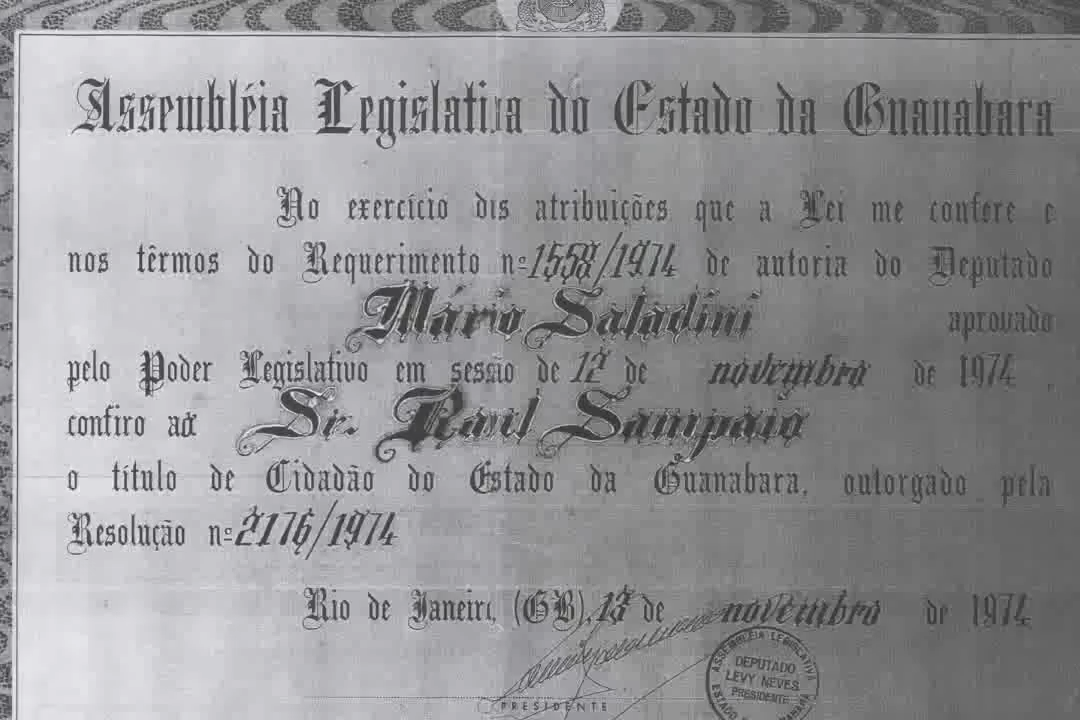 Assembléia Legislativa do Estado da Guanabara
No exercício das atribuições que a Lei me confere e
nos têrmos do Requerimento nº 1558/1974 de autoria do Deputado
Mário Saladini aprovado
pelo Poder Legislativo em sessão de 12 de novembro de 1974,
confiro ao Sr. Raul Sampaio
o título de Cidadão do Estado da Guanabara, outorgado pela
Resolução nº 2176/1974
Rio de Janeiro, (GB), 13 de novembro de 1974
ASSEMBLÉIA LEGISLATIVA
DEPUTADO
LEVY NEVES
PRESIDENTE
PRESIDENTE